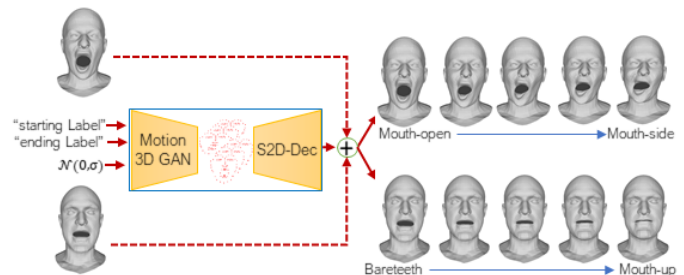 "starting Label"
"ending Label"
𝒩(0,σ)
Motion
3D GAN
S2D-Dec
+
Mouth-open
Mouth-side
Bareteeth
Mouth-up